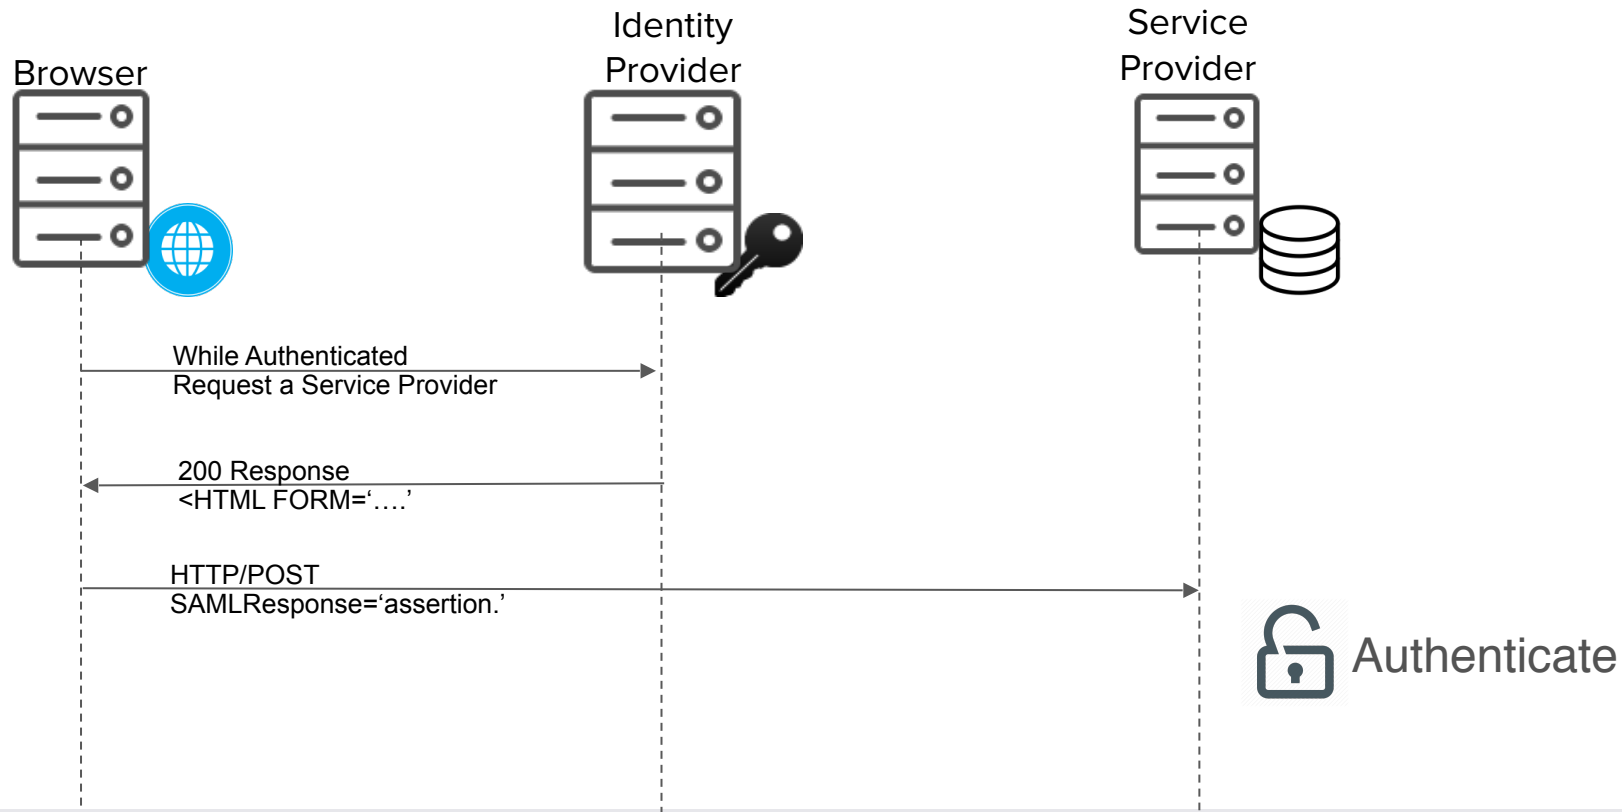 Browser
Identity
Provider
Service
Provider
While Authenticated
Request a Service Provider
200 Response
<HTML FORM=‘....’
HTTP/POST
SAMLResponse=‘assertion.’
Authenticate